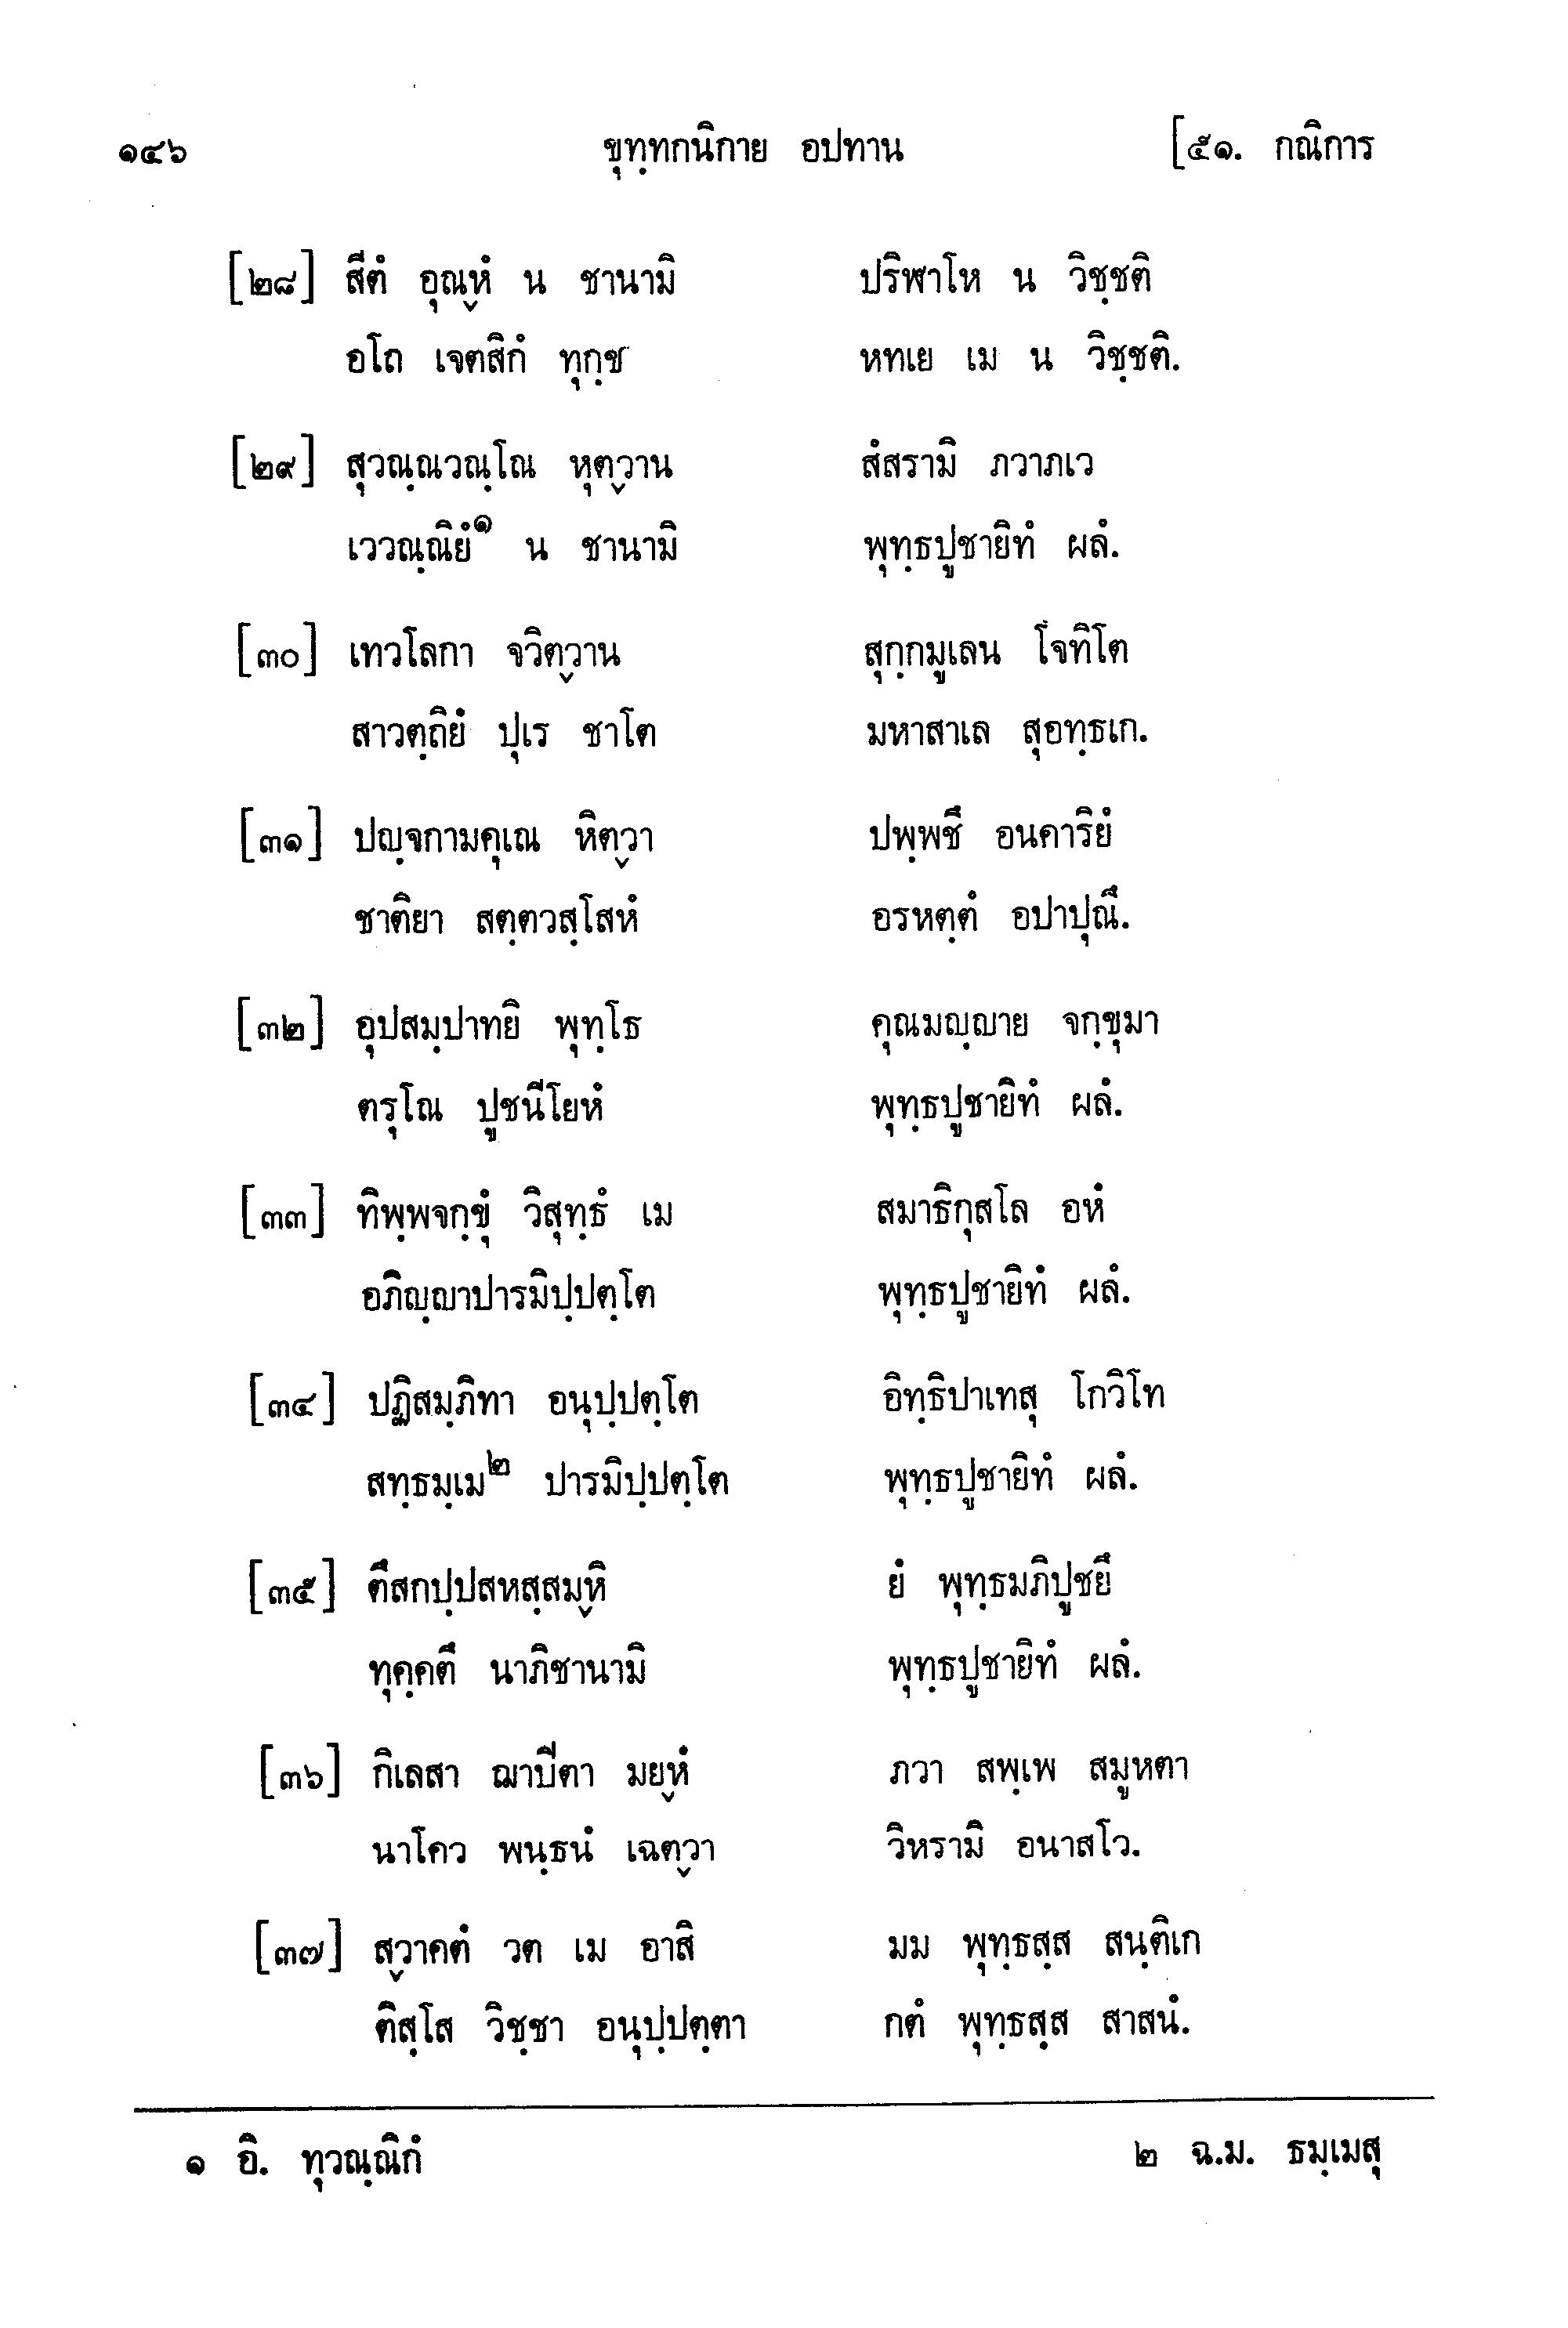 ๑๔๖ ขุทฺทกนิกาย อปทาน [๕๑. กณิการ
[๒๘] สีตํ อุณฺหํ น ชานามิ ปริฬาโห น วิชฺชติ
อโถ เจตสิกํ ทุกฺขํ หทเย เม น วิชฺชติ.
[๒๙] สุวณฺณวณฺโณ หุตฺวาน สํสรามิ ภวาภเว
เววณฺณิยํ๑ น ชานามิ พุทฺธปูชายิทํ ผลํ.
[๓๐] เทวโลกา จวิตฺวาน สุกฺกมูเลน โจทิโต
สาวตฺถิยํ ปุเร ชาโต มหาสาเล สุอทฺธเก.
[๓๑] ปญฺจกามคุเณ หิตฺวา ปพฺพชึ อนคาริยํ
ชาติยา สตฺตวสฺโสหํ อรหตฺตํ อปาปุณึ.
[๓๒] อุปสมฺปาทยิ พุทฺโธ คุณมญฺญาย จกฺขุมา
ตรุโณ ปูชนีโยหํ พุทฺธปูชายิทํ ผลํ.
[๓๓] ทิพฺพจกฺขุํ วิสุทฺธํ เม สมาธิกุสโล อหํ
อภิญฺญาปารมิปฺปตฺโต พุทฺธปูชายิทํ ผลํ.
[๓๔] ปฏิสมฺภิทา อนุปฺปตฺโต อิทฺธิปาเทสุ โกวิโท
สทฺธมฺเม๒ ปารมิปฺปตฺโต พุทฺธปูชายิทํ ผลํ.
[๓๕] ตึสกปฺปสหสฺสมฺหิ ยํ พุทฺธมภิปูชยึ
ทุคฺคตึ นาภิชานามิ พุทฺธปูชายิทํ ผลํ.
[๓๖] กิเลสา ฌาปีตา มยฺหํ ภวา สพฺเพ สมูหตา
นาโคว พนฺธนํ เฉตฺวา วิหรามิ อนาสโว.
[๓๗] สฺวาคตํ วต เม อาสิ มม พุทฺธสฺส สนฺติเก
ติสฺโส วิชฺชา อนุปฺปตฺตา กตํ พุทฺธสฺส สาสนํ.
๑ อิ. ทุวณฺณิกํ ๒ ฉ.ม. ธมฺเมสุ